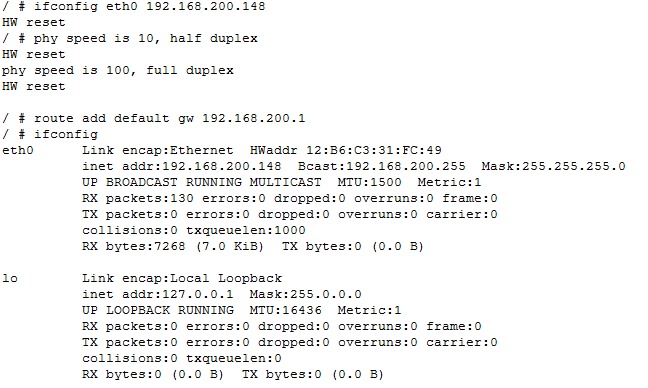 / # ifconfig eth0 192.168.200.148
HW reset
/ # phy speed is 10, half duplex
HW reset
phy speed is 100, full duplex
HW reset
/ # route add default gw 192.168.200.1
/ # ifconfig
eth0      Link encap:Ethernet  HWaddr 12:B6:C3:31:FC:49
          inet addr:192.168.200.148  Bcast:192.168.200.255  Mask:255.255.255.0
          UP BROADCAST RUNNING MULTICAST  MTU:1500  Metric:1
          RX packets:130 errors:0 dropped:0 overruns:0 frame:0
          TX packets:0 errors:0 dropped:0 overruns:0 carrier:0
          collisions:0 txqueuelen:1000
          RX bytes:7268 (7.0 KiB)  TX bytes:0 (0.0 B)
lo        Link encap:Local Loopback
          inet addr:127.0.0.1  Mask:255.0.0.0
          UP LOOPBACK RUNNING  MTU:16436  Metric:1
          RX packets:0 errors:0 dropped:0 overruns:0 frame:0
          TX packets:0 errors:0 dropped:0 overruns:0 carrier:0
          collisions:0 txqueuelen:0
          RX bytes:0 (0.0 B)  TX bytes:0 (0.0 B)